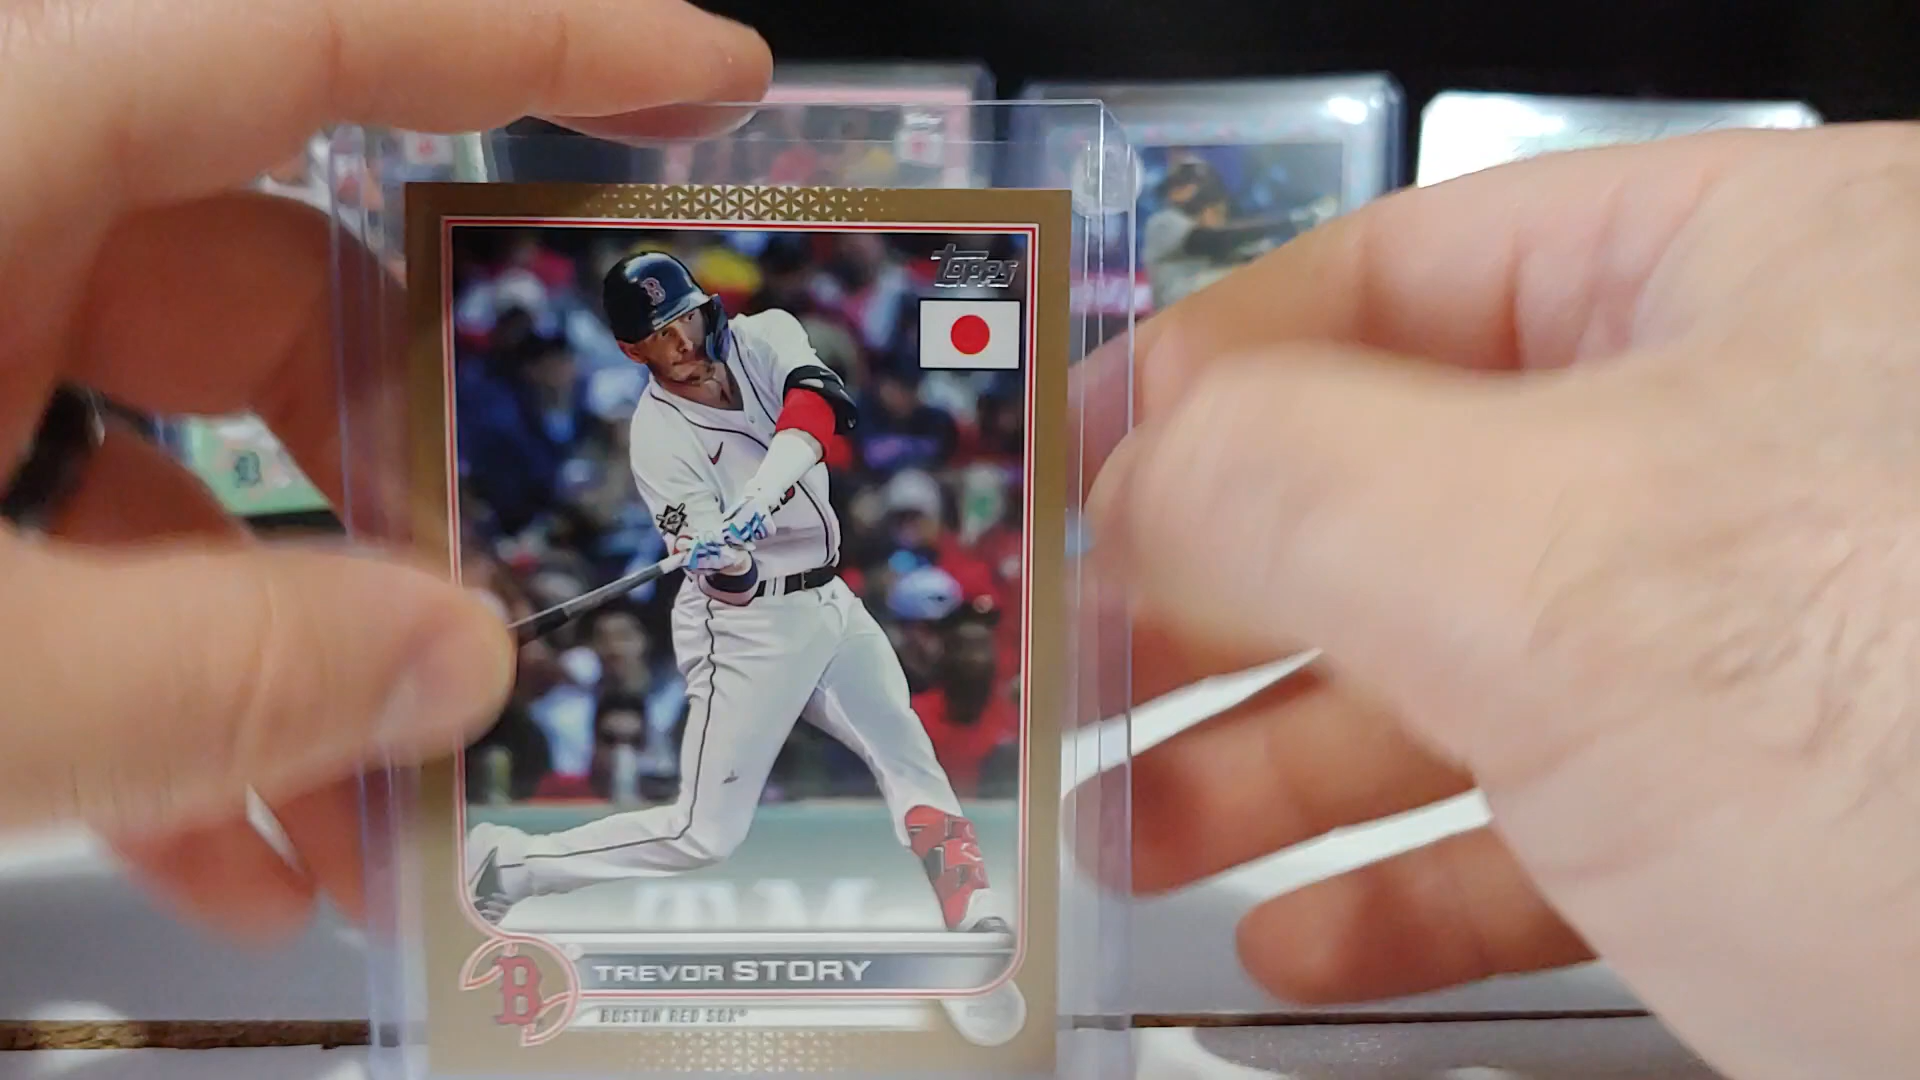 topps
B
TREVOR STORY
B
BOSTON RED SOX®